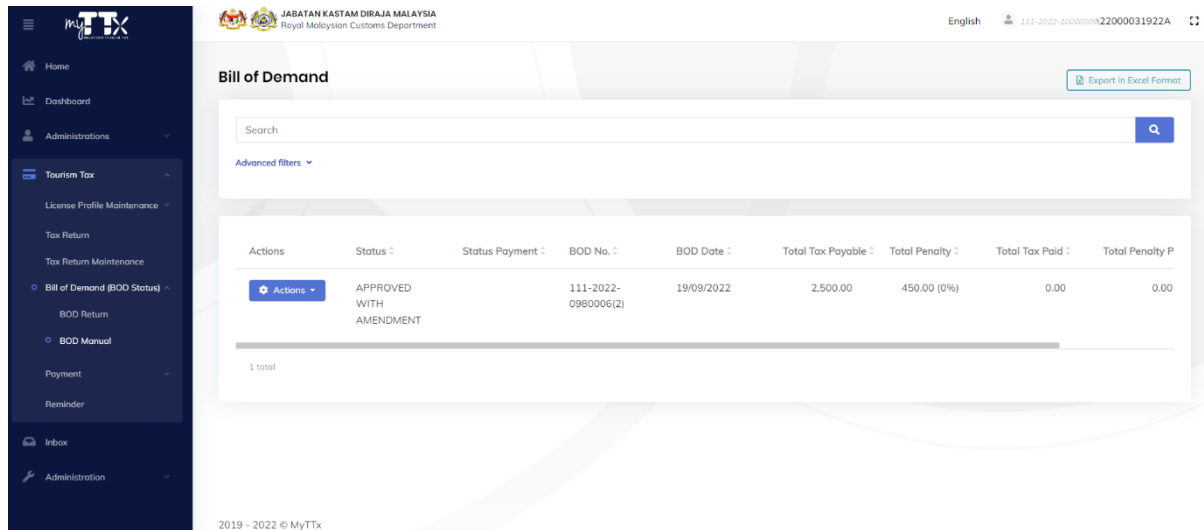 myTTX
JABATAN KASTAM DIRAJA MALAYSIA
Royal Malaysian Customs Department
English
22000031922A
Home
Dashboard
Administrations
Tourism Tax
License Profile Maintenance
Tax Return
Tax Return Maintenance
Bill of Demand (BOD Status)
BOD Return
BOD Manual
Payment
Reminder
Inbox
Administration
Bill of Demand
Export in Excel Format
Search
Advanced filters
Actions Status Status Payment BOD No. BOD Date Total Tax Payable Total Penalty Total Tax Paid Total Penalty P
Actions APPROVED 111-2022- 19/09/2022 2,500.00 450.00 (0%) 0.00 0.00
WITH 0980006(2)
AMENDMENT
1 total
2019 - 2022 © MyTTx